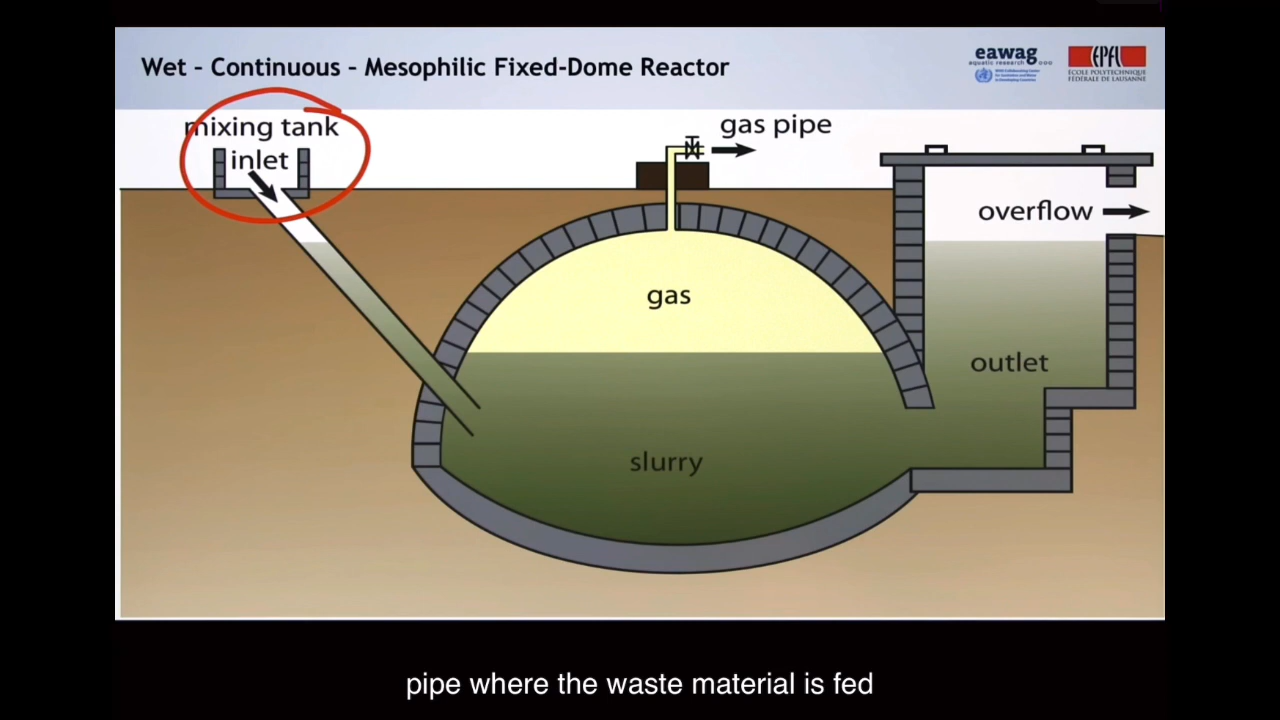 Wet – Continuous – Mesophilic Fixed-Dome Reactor
eawag
aquatic research
EPFL
ÉCOLE POLYTECHNIQUE
FÉDÉRALE DE LAUSANNE
mixing tank
inlet
gas pipe
overflow
gas
outlet
slurry
pipe where the waste material is fed